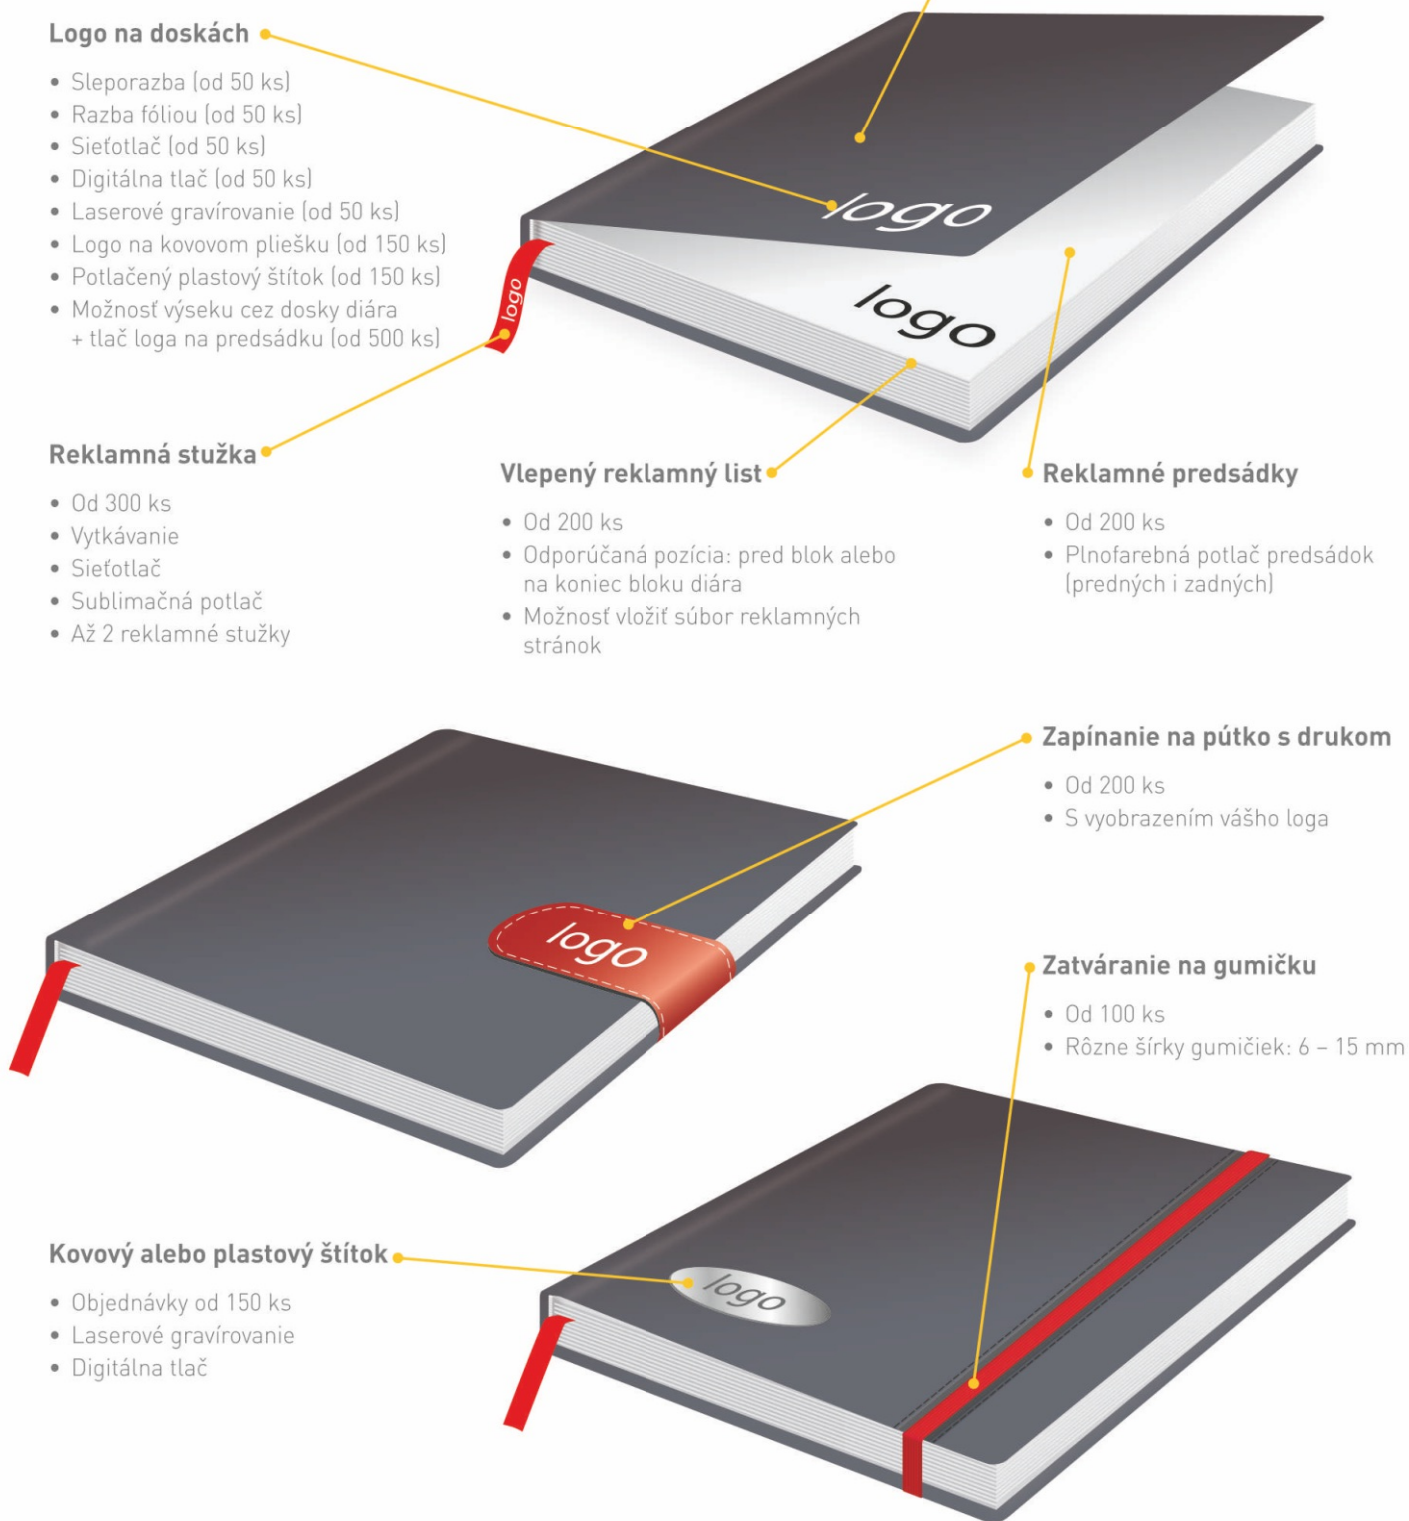 Logo na doskách
• Sleporazba (od 50 ks)
• Razba fóliou (od 50 ks)
• Sieťotlač (od 50 ks)
• Digitálna tlač (od 50 ks)
• Laserové gravírovanie (od 50 ks)
• Logo na kovovom pliešku (od 150 ks)
• Potlačený plastový štítok (od 150 ks)
• Možnosť výseku cez dosky diára
+ tlač loga na predsádku (od 500 ks)
logo
logo
logo
Reklamná stužka
• Od 300 ks
• Vytkávanie
• Sieťotlač
• Sublimačná potlač
• Až 2 reklamné stužky
Vlepený reklamný list
• Od 200 ks
• Odporúčaná pozícia: pred blok alebo
na koniec bloku diára
• Možnosť vložiť súbor reklamných
stránok
Reklamné predsádky
• Od 200 ks
• Plnofarebná potlač predsádok
(predných i zadných)
Zapínanie na pútko s drukom
• Od 200 ks
• S vyobrazením vášho loga
logo
Zatváranie na gumičku
• Od 100 ks
• Rôzne šírky gumičiek: 6 – 15 mm
Kovový alebo plastový štítok
• Objednávky od 150 ks
• Laserové gravírovanie
• Digitálna tlač
logo